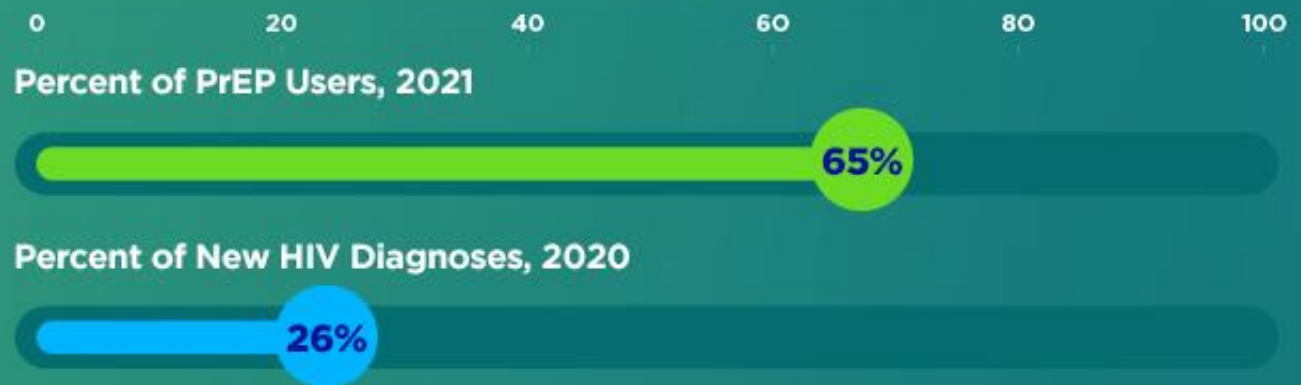 0 20 40 60 80 100
Percent of PrEP Users, 2021
65%
Percent of New HIV Diagnoses, 2020
26%